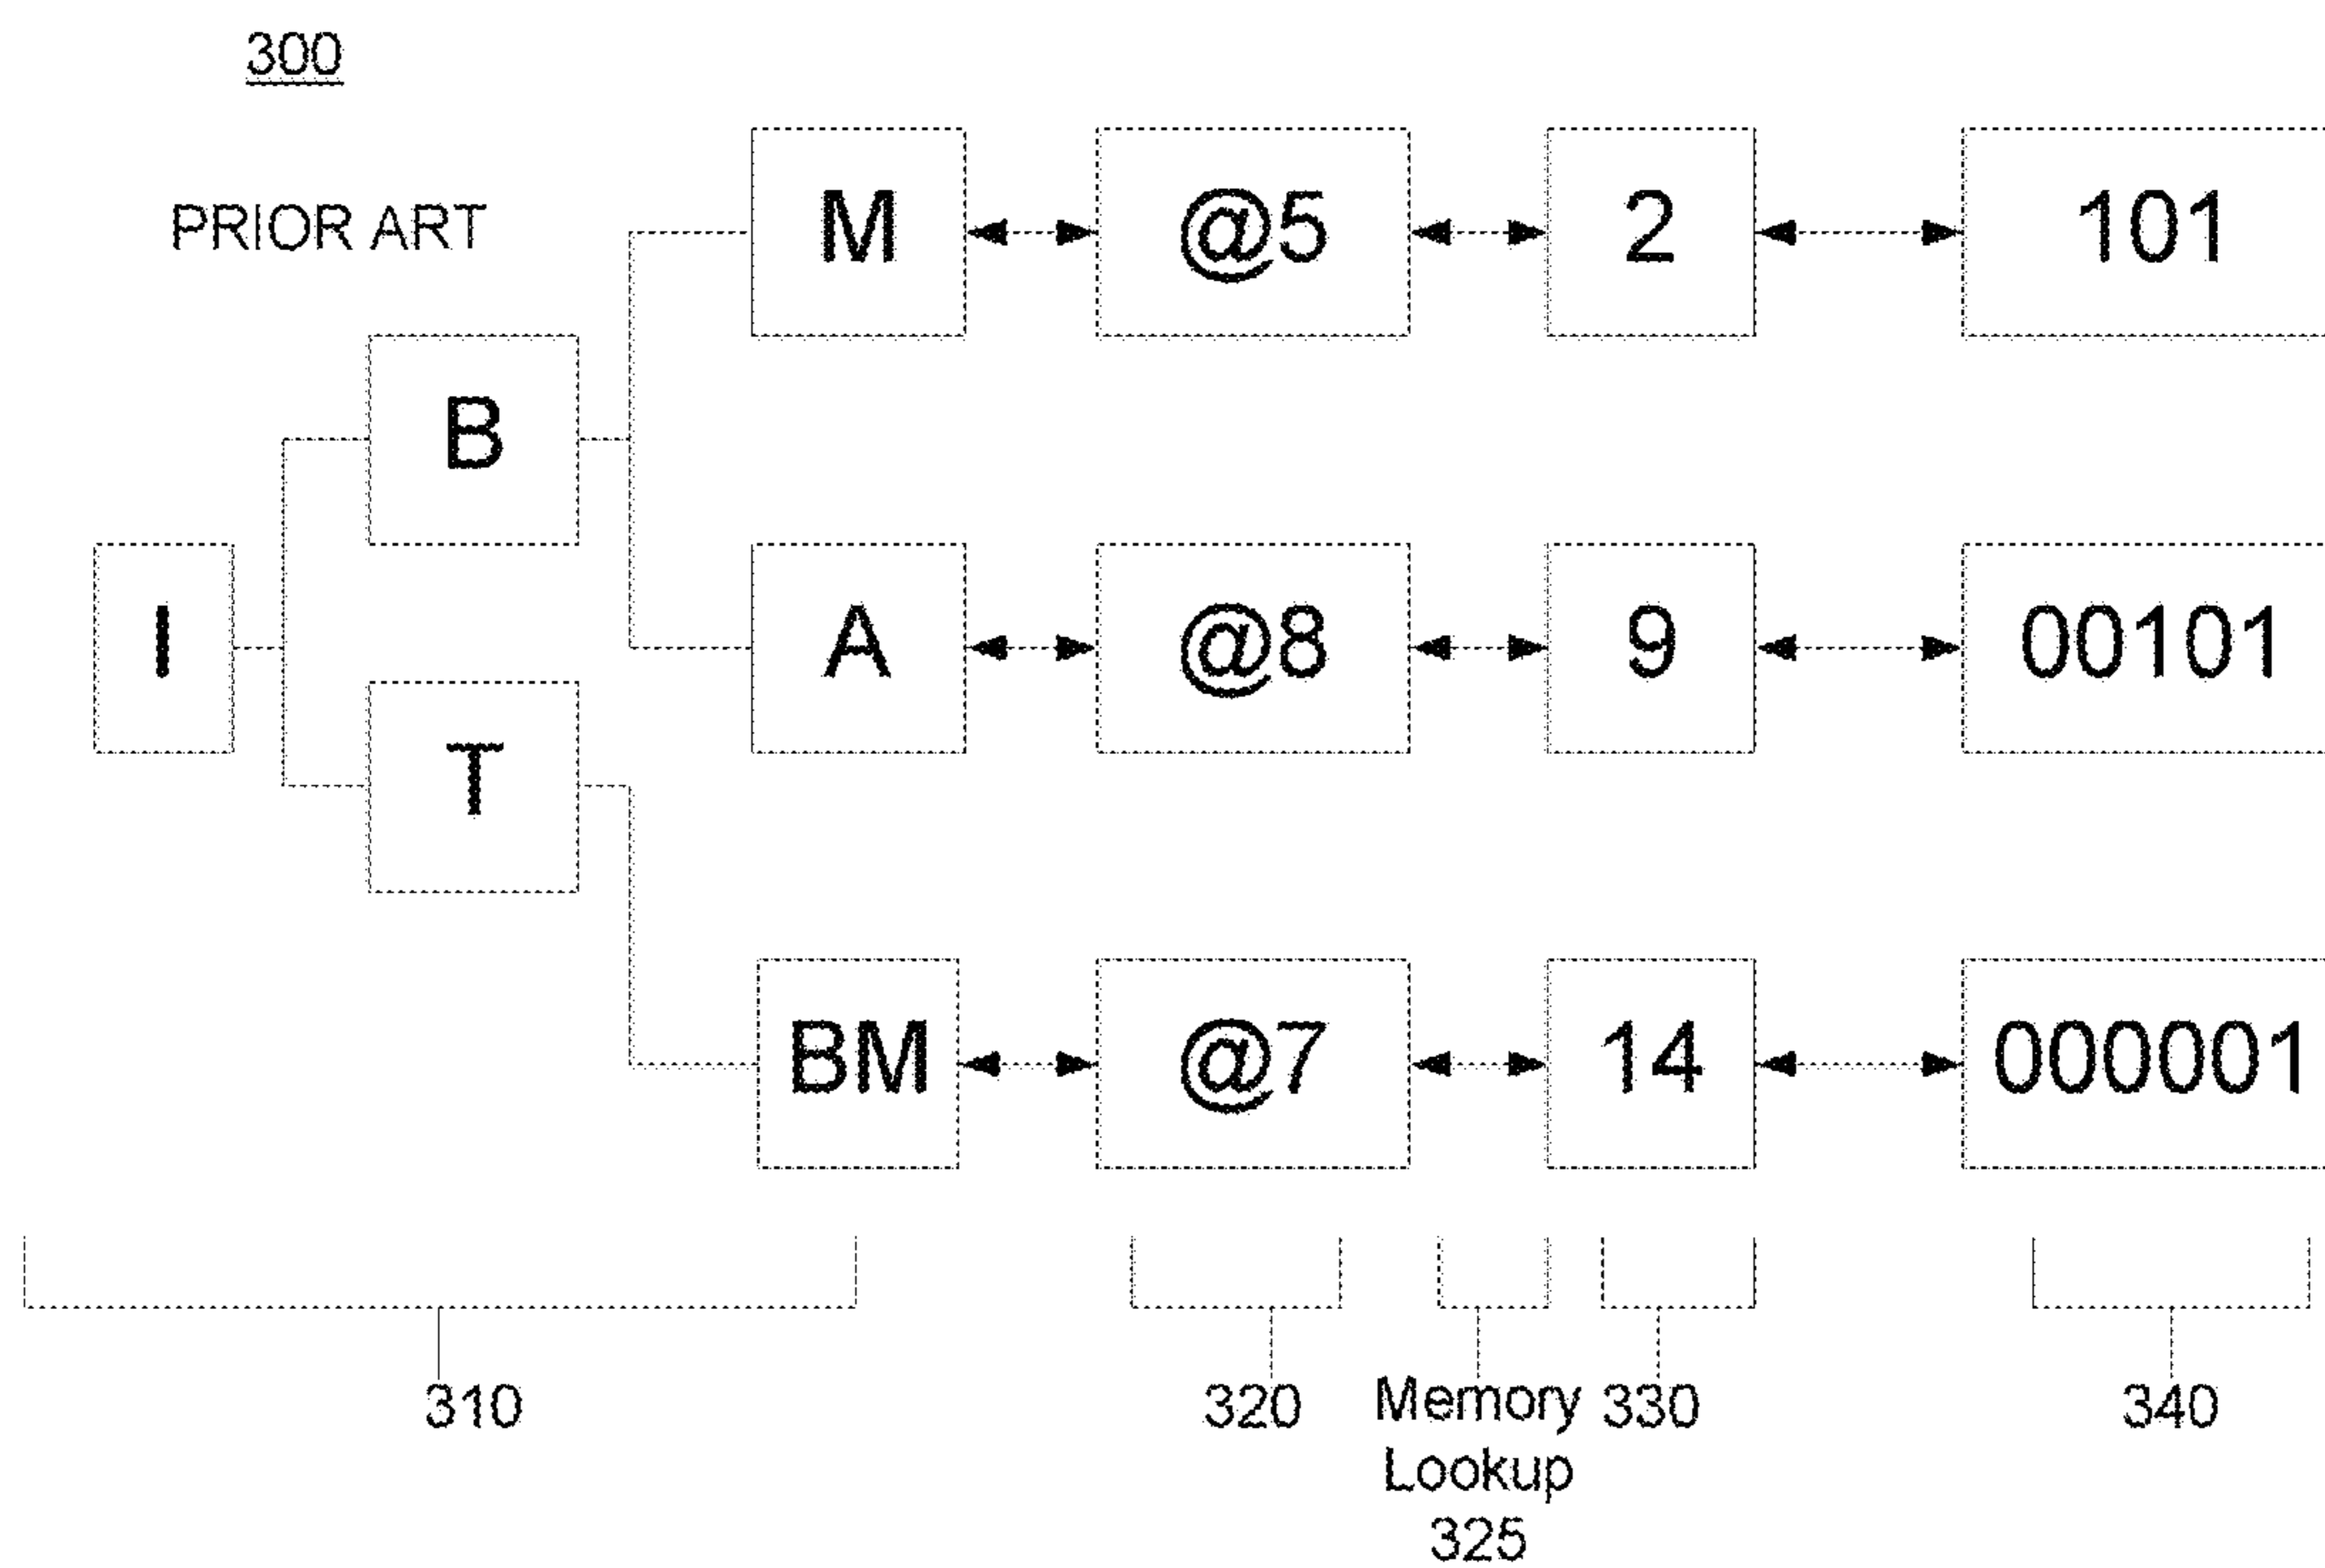 300
PRIOR ART
M @5 2 101
B
I A @8 9 00101
T
BM @7 14 000001
310 320 Memory 330 340
Lookup
325